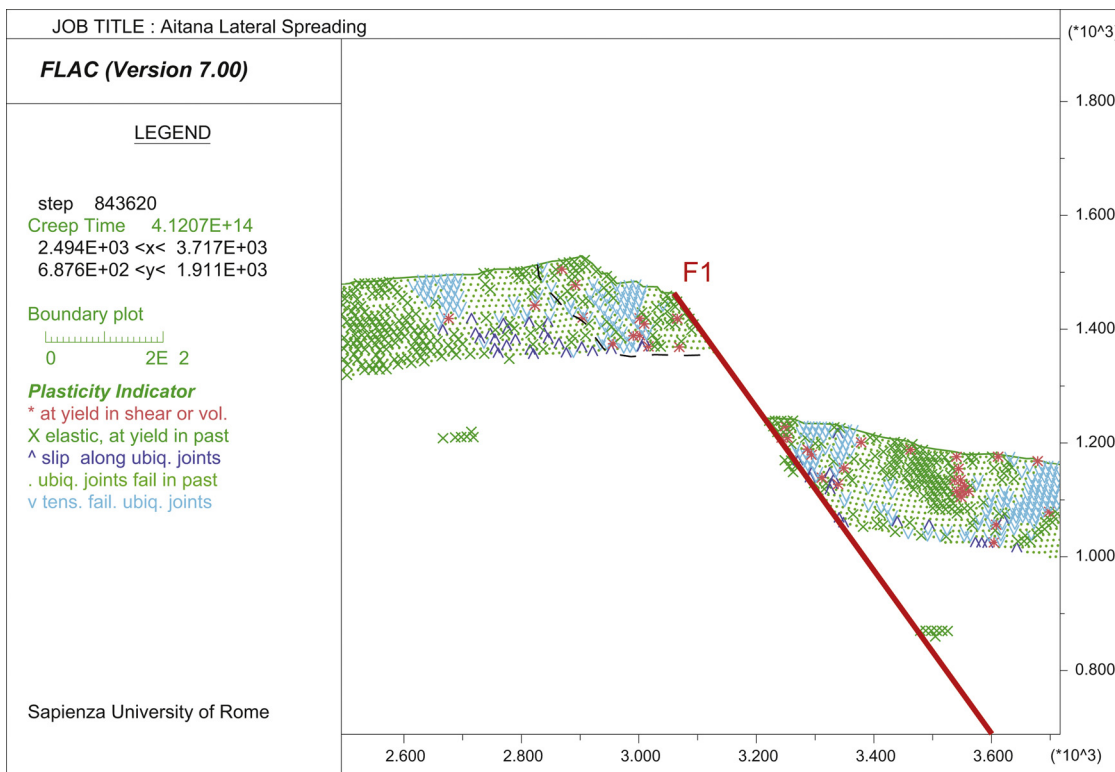 JOB TITLE : Aitana Lateral Spreading
(*10^3)
FLAC (Version 7.00)
LEGEND
step 843620
Creep Time 4.1207E+14
2.494E+03 <x< 3.717E+03
6.876E+02 <y< 1.911E+03
Boundary plot
0 2E 2
Plasticity Indicator
* at yield in shear or vol.
X elastic, at yield in past
^ slip along ubiq. joints
. ubiq. joints fail in past
v tens. fail. ubiq. joints
Sapienza University of Rome
F1
1.800
1.600
1.400
1.200
1.000
0.800
2.600 2.800 3.000 3.200 3.400 3.600 (*10^3)